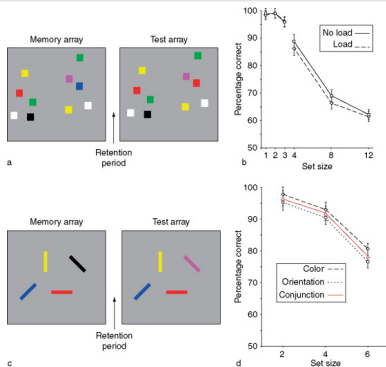 Memory array
Test array
Retention
period
a
Percentage correct
100
90
80
70
60
50
No load
Load
1 2 3 4 8 12
Set size
b
Memory array
Test array
Retention
period
c
Percentage correct
100
90
80
70
60
50
Color
Orientation
Conjunction
2 4 6
Set size
d